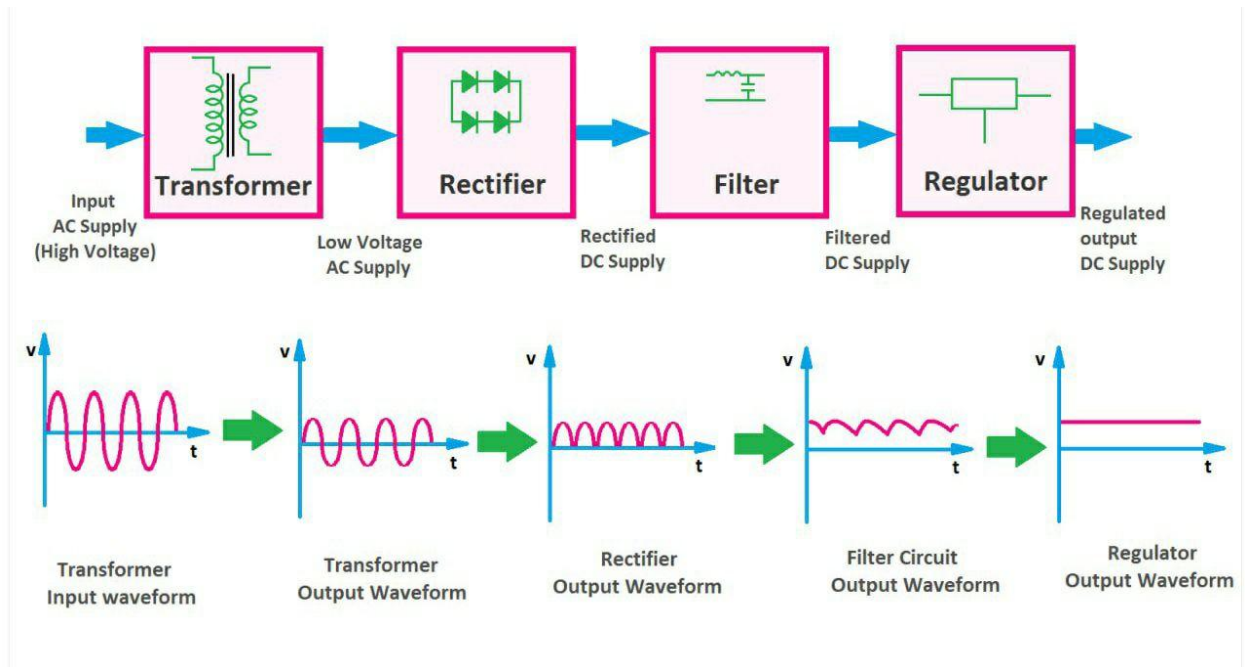 Transformer
Rectifier
Filter
Regulator
Input
AC Supply
(High Voltage)
Low Voltage
AC Supply
Rectified
DC Supply
Filtered
DC Supply
Regulated
output
DC Supply
v
t
v
t
v
t
v
t
v
t
Transformer
Input waveform
Transformer
Output Waveform
Rectifier
Output Waveform
Filter Circuit
Output Waveform
Regulator
Output Waveform